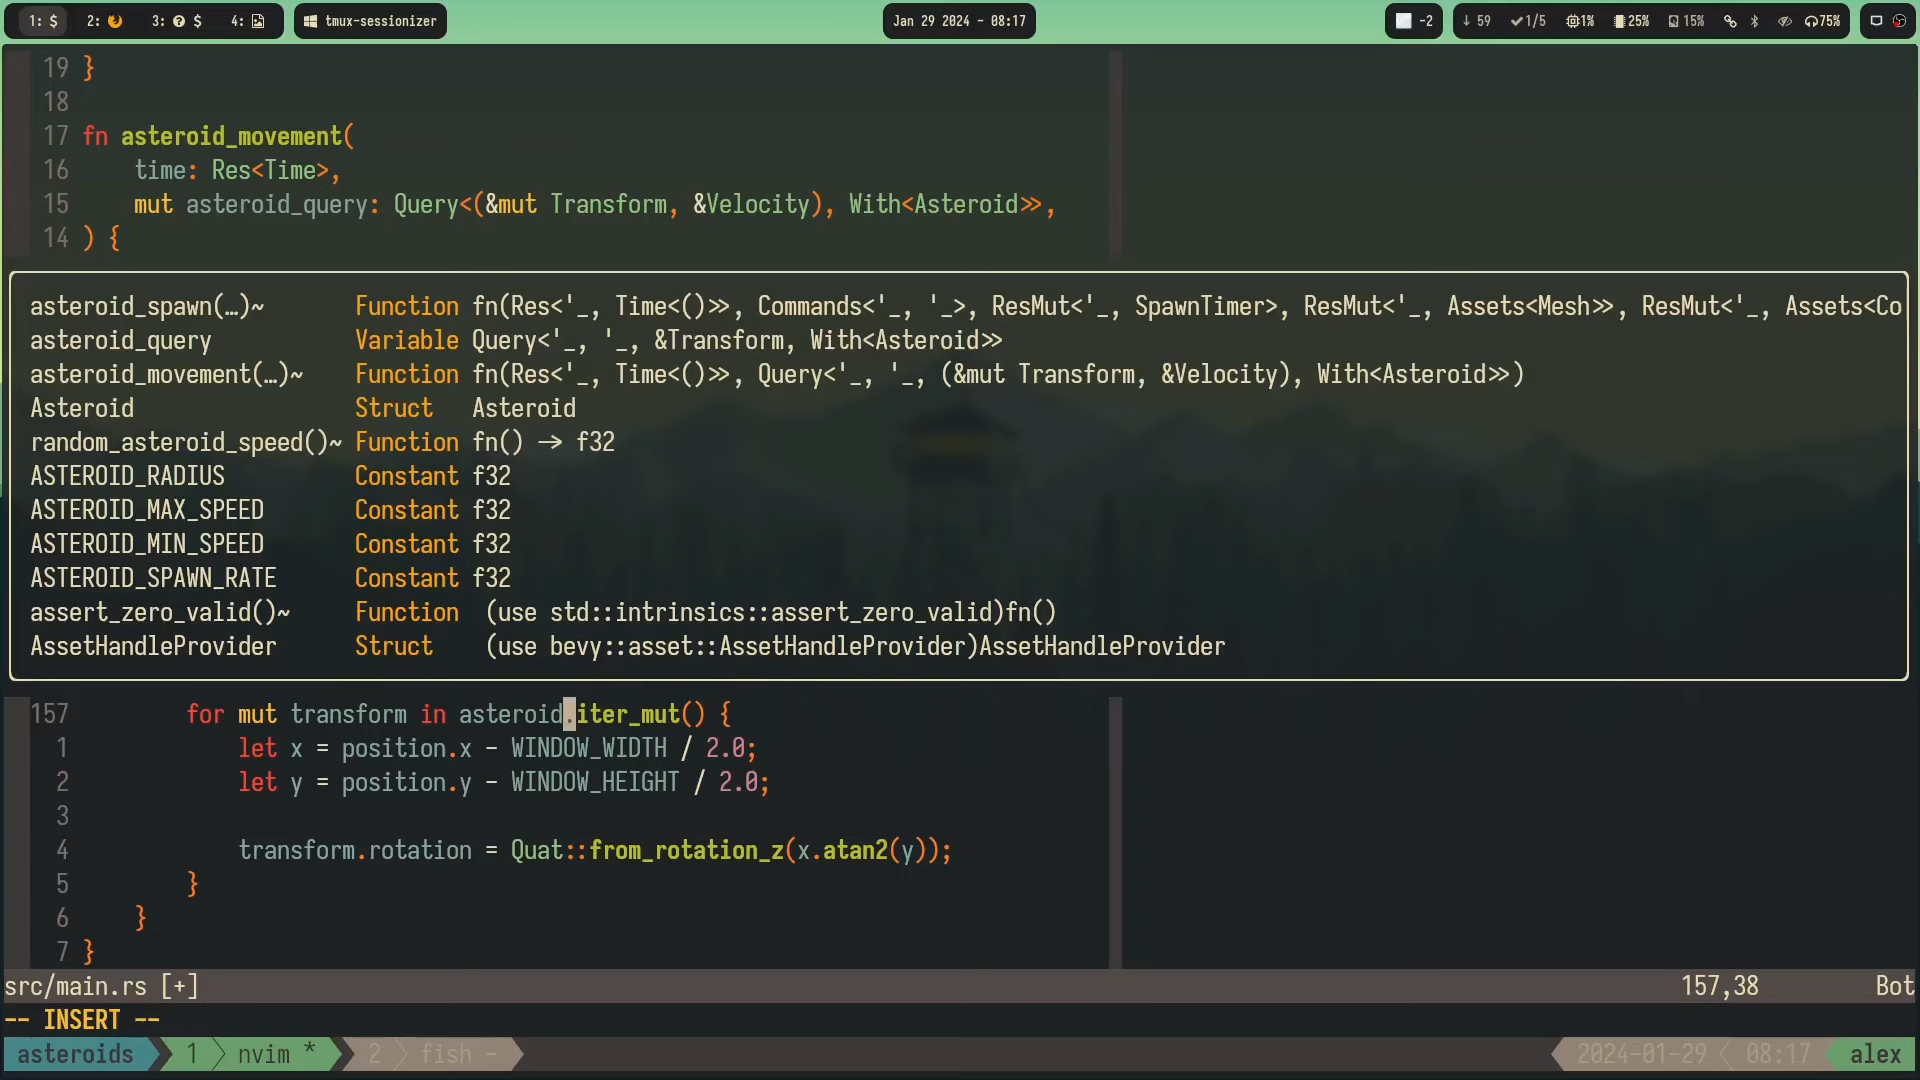 1: $ 2: 3: $ 4: tmux-sessionizer Jan 29 2024 - 08:17 -2 ↓ 59 ✓1/5 1% 25% 15% 75%
19 }
18
17 fn asteroid_movement(
16     time: Res<Time>,
15     mut asteroid_query: Query<(&mut Transform, &Velocity), With<Asteroid>>,
14 ) {
asteroid_spawn(…)~ Function fn(Res<'_, Time<()>>, Commands<'_, '_>, ResMut<'_, SpawnTimer>, ResMut<'_, Assets<Mesh>>, ResMut<'_, Assets<Co
asteroid_query Variable Query<'_, '_, &Transform, With<Asteroid>>
asteroid_movement(…)~ Function fn(Res<'_, Time<()>>, Query<'_, '_, (&mut Transform, &Velocity), With<Asteroid>>)
Asteroid Struct Asteroid
random_asteroid_speed()~ Function fn() -> f32
ASTEROID_RADIUS Constant f32
ASTEROID_MAX_SPEED Constant f32
ASTEROID_MIN_SPEED Constant f32
ASTEROID_SPAWN_RATE Constant f32
assert_zero_valid()~ Function (use std::intrinsics::assert_zero_valid)fn()
AssetHandleProvider Struct (use bevy::asset::AssetHandleProvider)AssetHandleProvider
157         for mut transform in asteroid.iter_mut() {
1             let x = position.x - WINDOW_WIDTH / 2.0;
2             let y = position.y - WINDOW_HEIGHT / 2.0;
3
4             transform.rotation = Quat::from_rotation_z(x.atan2(y));
5         }
6     }
7 }
src/main.rs [+] 157,38 Bot
-- INSERT --
asteroids 1 nvim * 2 fish - 2024-01-29 08:17 alex